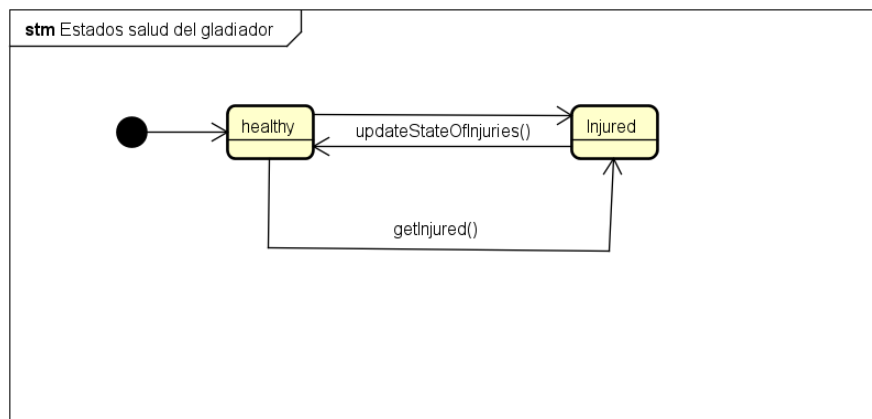 stm Estados salud del gladiador
healthy
Injured
updateStateOfInjuries()
getInjured()